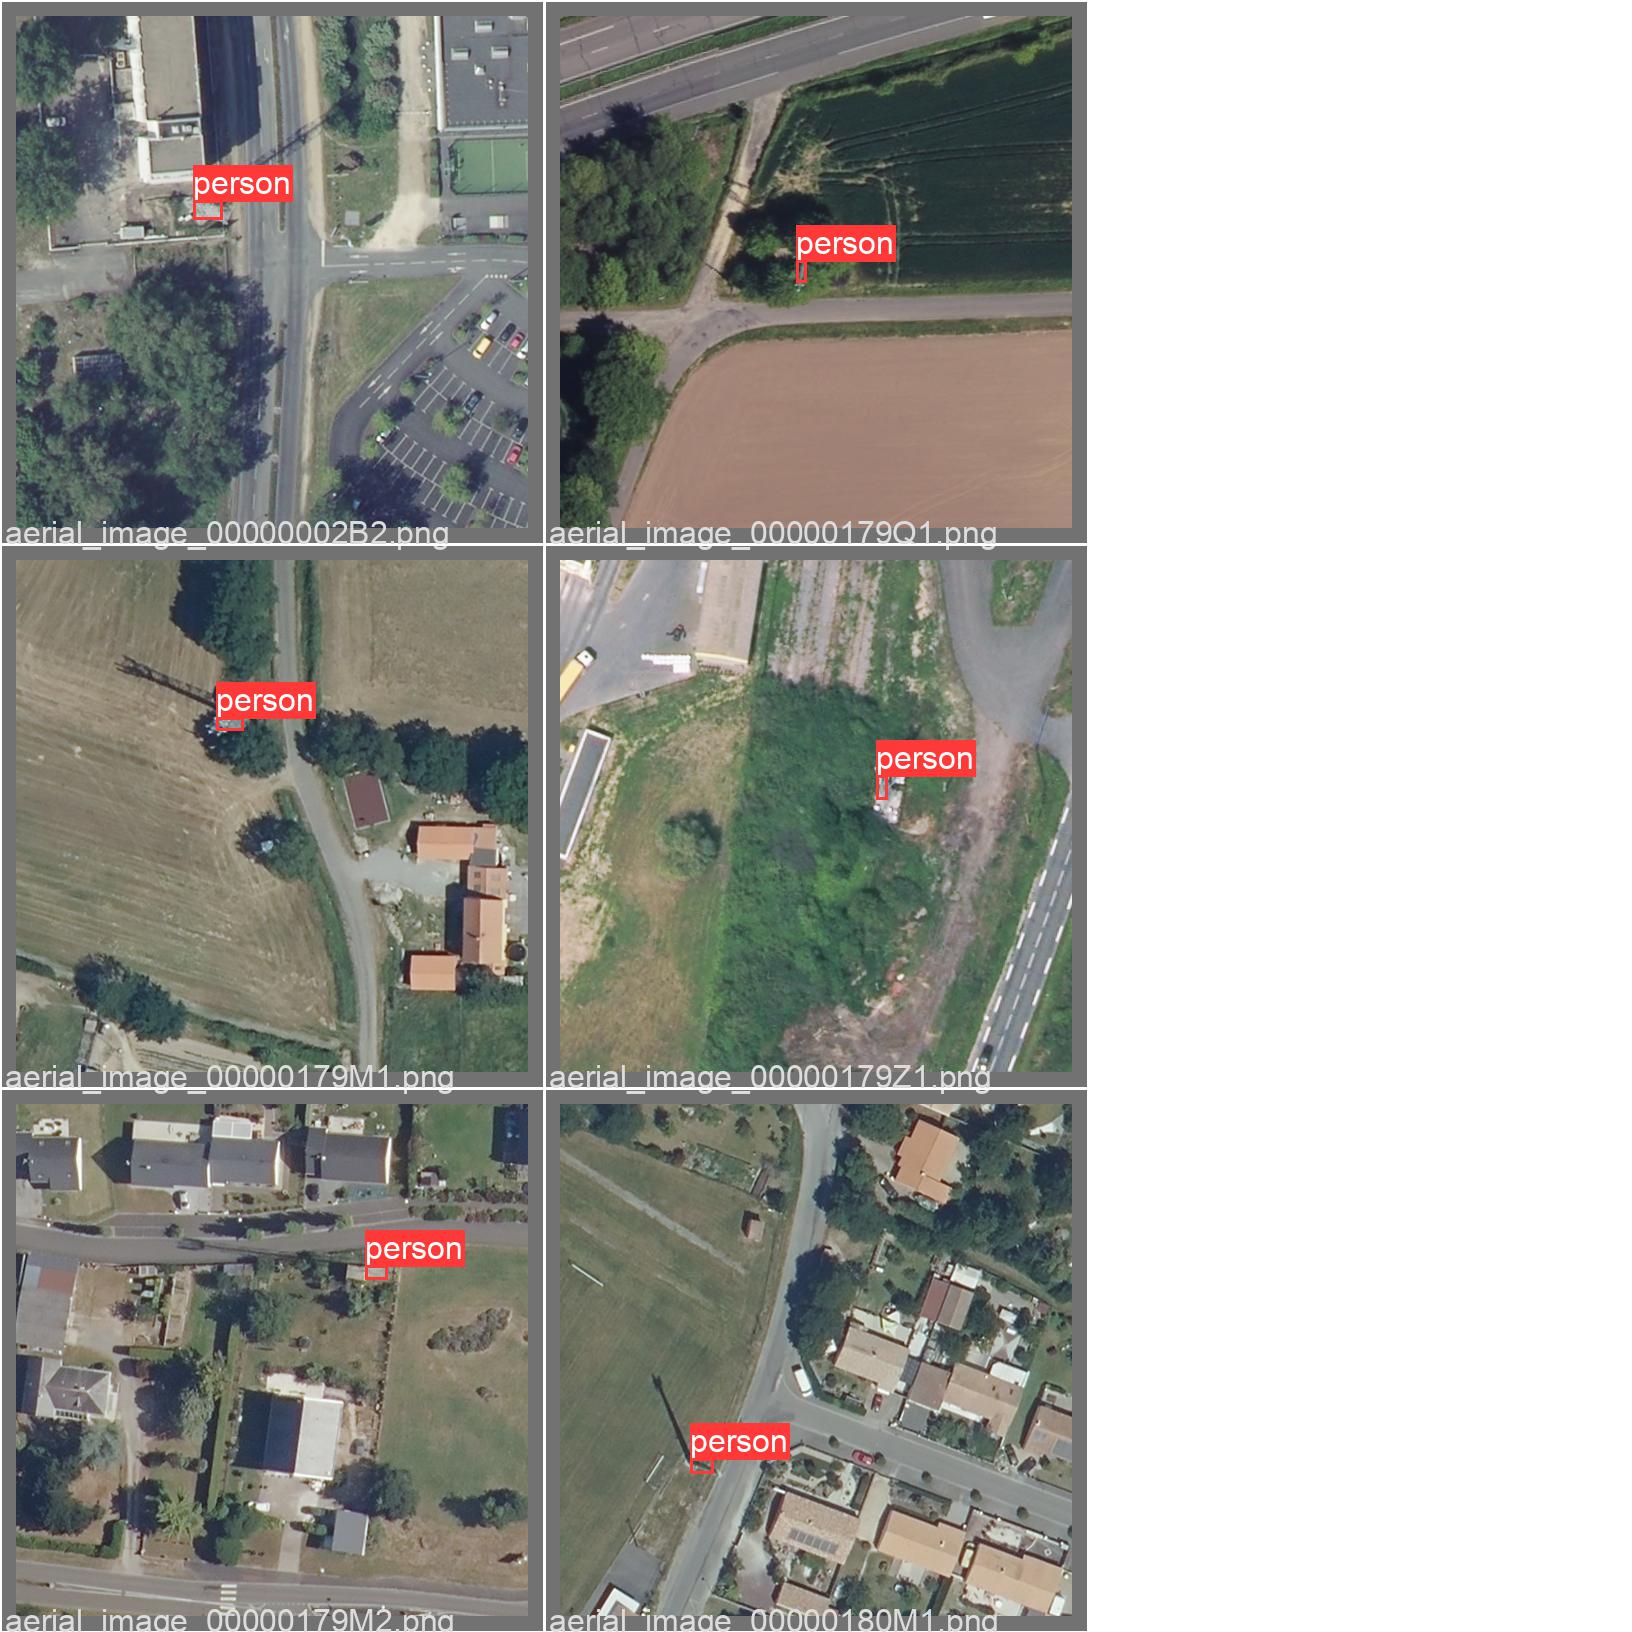 person
person
aerial_image_00000002B2.png
aerial_image_00000179Q1.png
person
person
aerial_image_00000179M1.png
aerial_image_00000179Z1.png
person
person
aerial_image_00000179M2.png
aerial_image_00000180M1.png